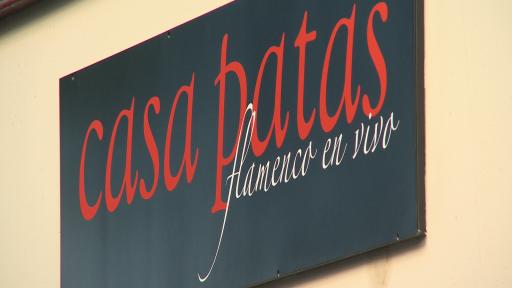 casa patas
flamenco en vivo